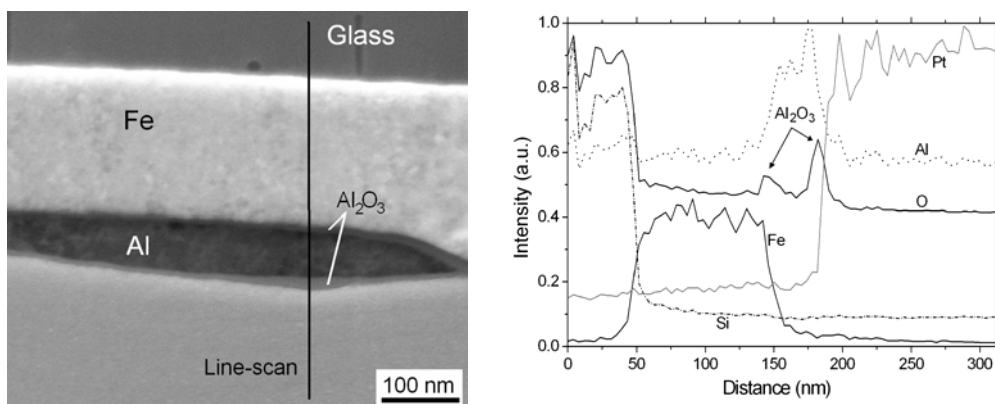 Glass
Fe
Al₂O₃
Al
Line-scan
100 nm
1.0
0.8
0.6
0.4
0.2
0.0
Intensity (a.u.)
Pt
Al₂O₃
Al
O
Fe
Si
0 50 100 150 200 250 300
Distance (nm)